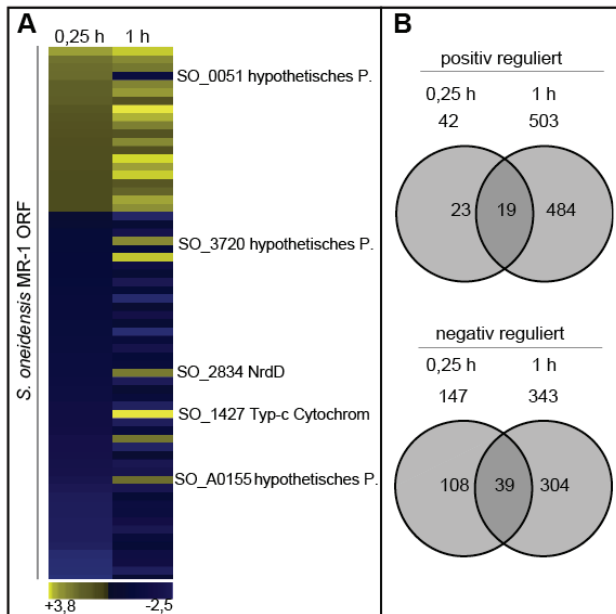 A
0,25 h 1 h
S. oneidensis MR-1 ORF
SO_0051 hypothetisches P.
SO_3720 hypothetisches P.
SO_2834 NrdD
SO_1427 Typ-c Cytochrom
SO_A0155 hypothetisches P.
+3,8 -2,5
B
positiv reguliert
0,25 h 1 h
42 503
23 19 484
negativ reguliert
0,25 h 1 h
147 343
108 39 304